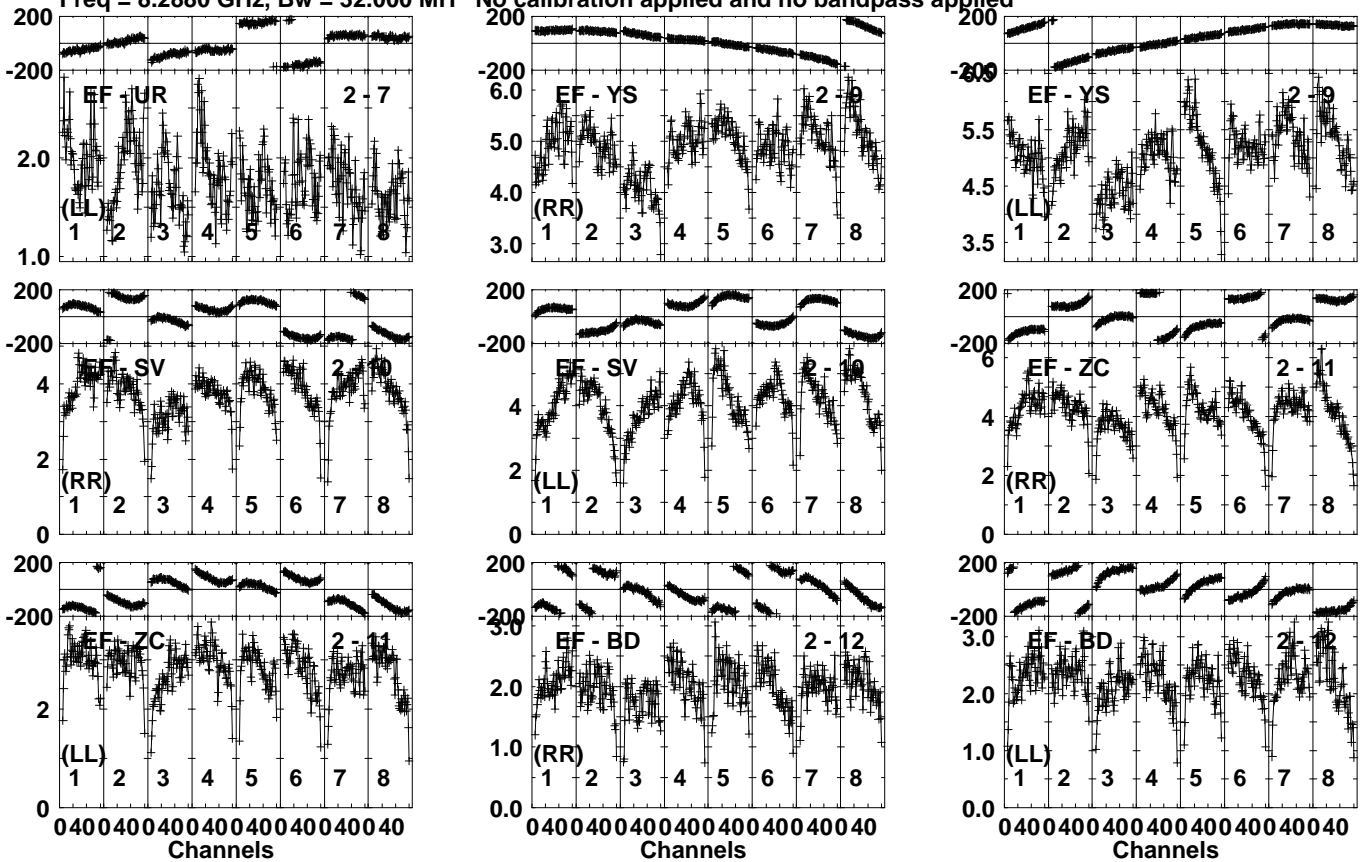 Freq = 8.2880 GHz, Bw = 32.000 MH No calibration applied and no bandpass applied
200 200 200
-200 -200 -200
EF - UR 2 - 7 6.0 EF - YS 2 - 9 6.5 EF - YS 2 - 9
2.0 5.0 5.5
4.0 4.5
(LL) (RR) (LL)
1 2 3 4 5 6 7 8 1 2 3 4 5 6 7 8 1 2 3 4 5 6 7 8
1.0 3.0 3.5
200 200 200
-200 -200 -200
EF - SV 2 - 10 EF - SV 2 - 10 6 EF - ZC 2 - 11
4 4 4
2 2 2
(RR) (LL) (RR)
1 2 3 4 5 6 7 8 1 2 3 4 5 6 7 8 1 2 3 4 5 6 7 8
0 0 0
200 200 200
-200 -200 -200
EF - ZC 2 - 11 3.0 EF - BD 2 - 12 3.0 EF - BD 2 - 12
2 2.0 2.0
(LL) 1.0 (RR) 1.0 (LL)
1 2 3 4 5 6 7 8 1 2 3 4 5 6 7 8 1 2 3 4 5 6 7 8
0 0.0 0.0
0 40 0 40 0 40 0 40 0 40 0 40 0 40 0 40 0 40 0 40 0 40 0 40 0 40 0 40 0 40 0 40 0 40 0 40 0 40 0 40 0 40 0 40 0 40 0 40
Channels Channels Channels